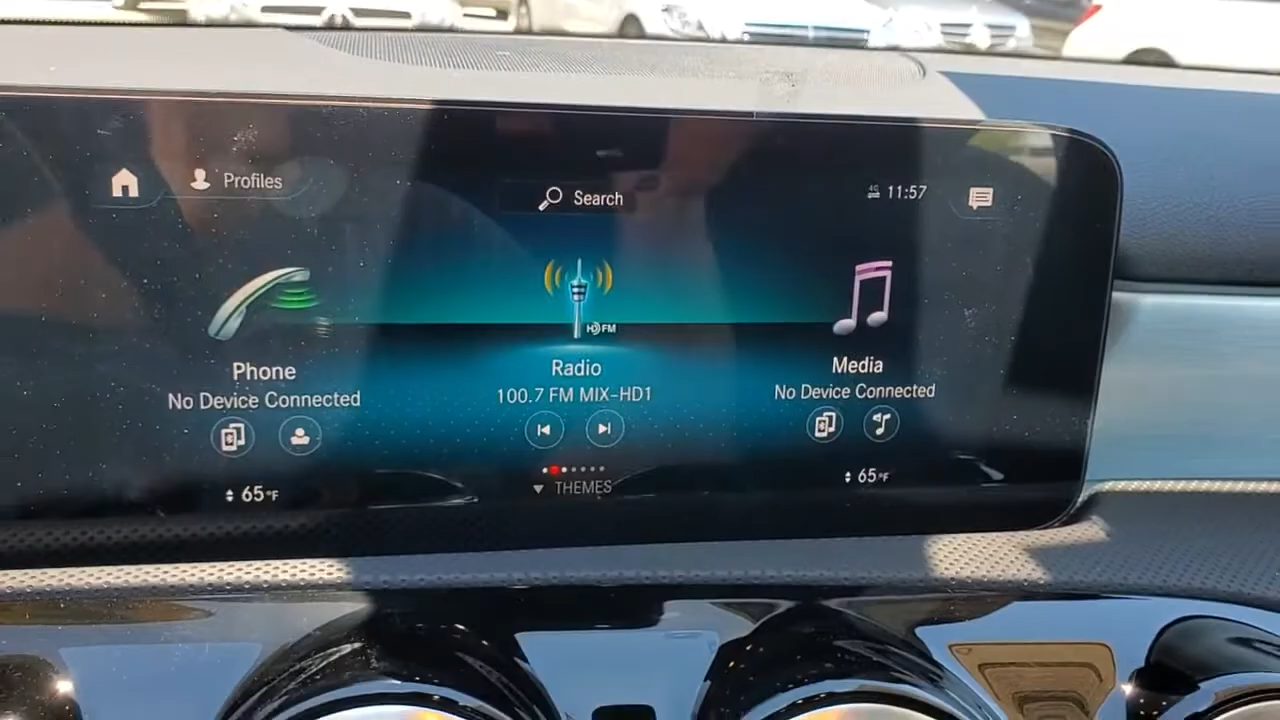 Profiles
Search
4G 11:57
HD FM
Phone
No Device Connected
Radio
100.7 FM MIX-HD1
Media
No Device Connected
THEMES
65°F
65°F